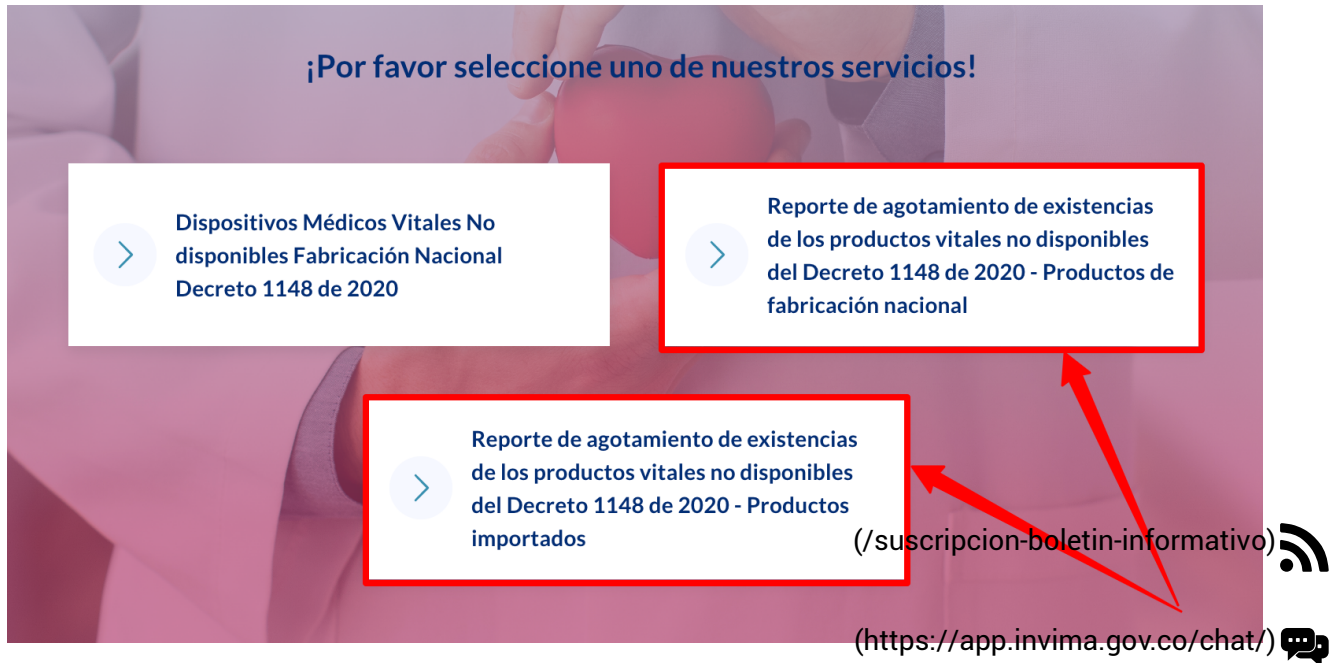 ¡Por favor seleccione uno de nuestros servicios!
Dispositivos Médicos Vitales No
disponibles Fabricación Nacional
Decreto 1148 de 2020
Reporte de agotamiento de existencias
de los productos vitales no disponibles
del Decreto 1148 de 2020 - Productos de
fabricación nacional
Reporte de agotamiento de existencias
de los productos vitales no disponibles
del Decreto 1148 de 2020 - Productos
importados
(/suscripcion-boletin-informativo)
(https://app.invima.gov.co/chat/)